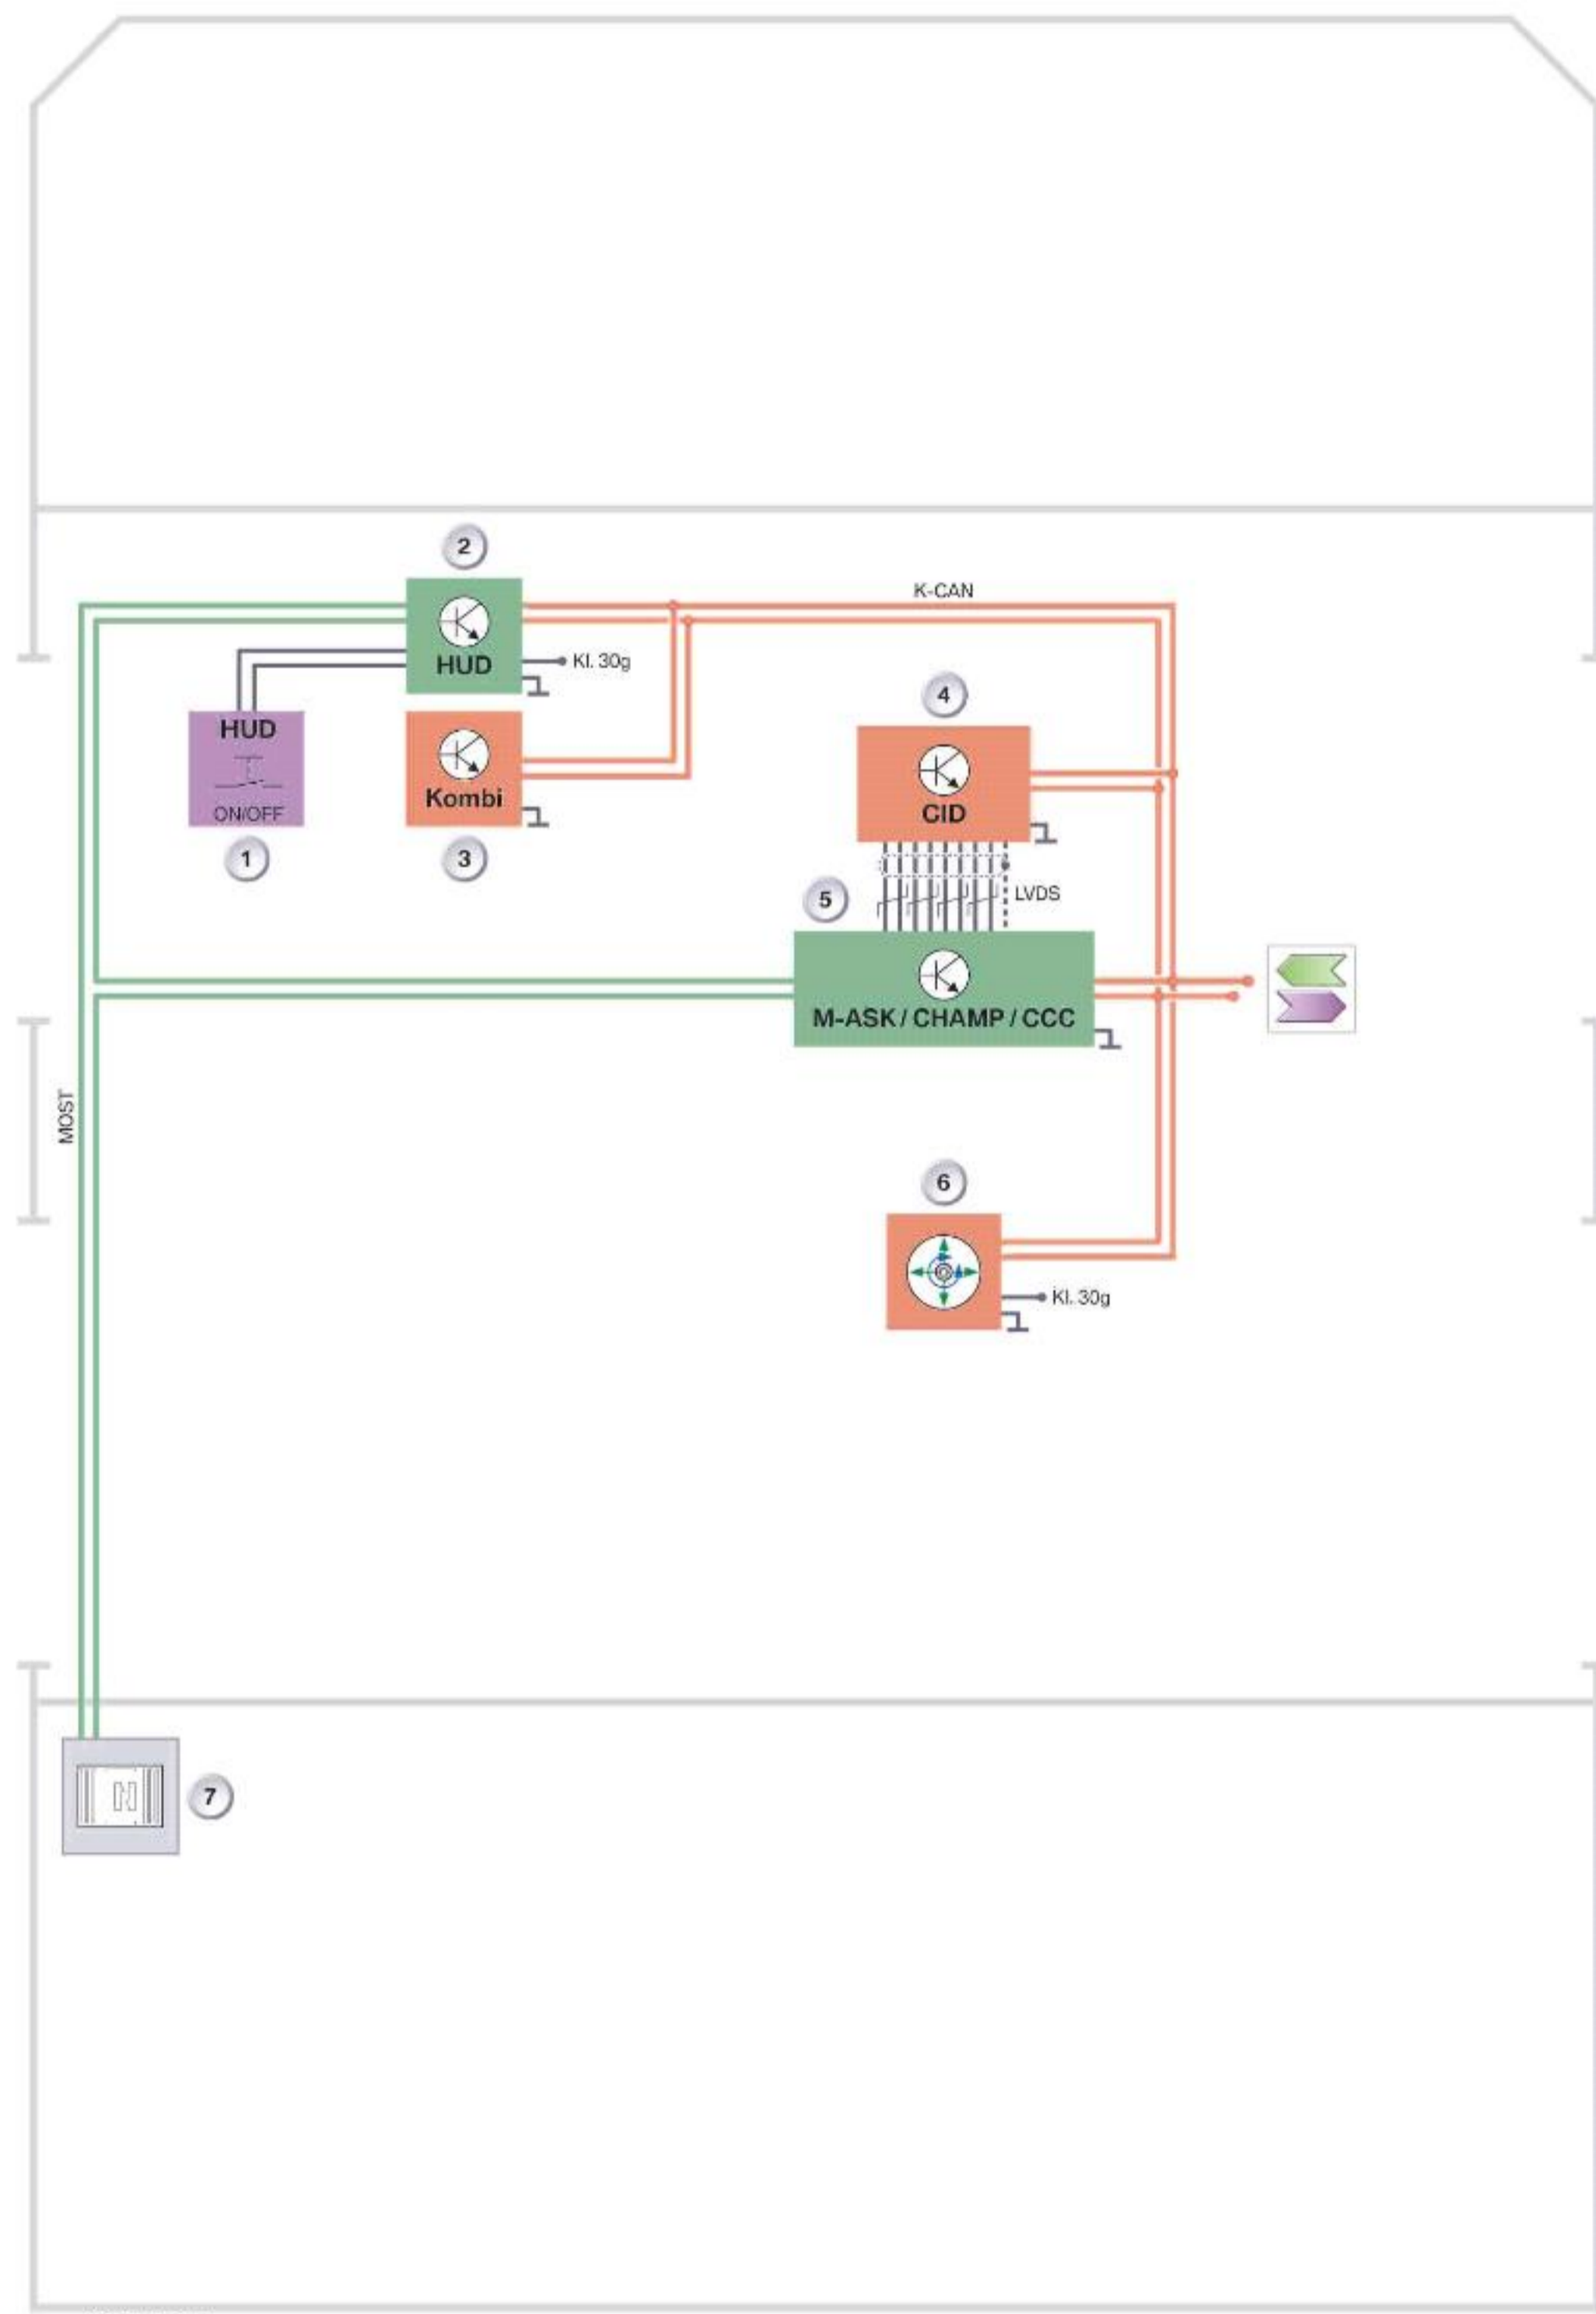 2
K-CAN
HUD
Kl. 30g
4
HUD
ON/OFF
1
Kombi
3
CID
5
LVDS
M-ASK / CHAMP / CCC
MOST
6
Kl. 30g
7